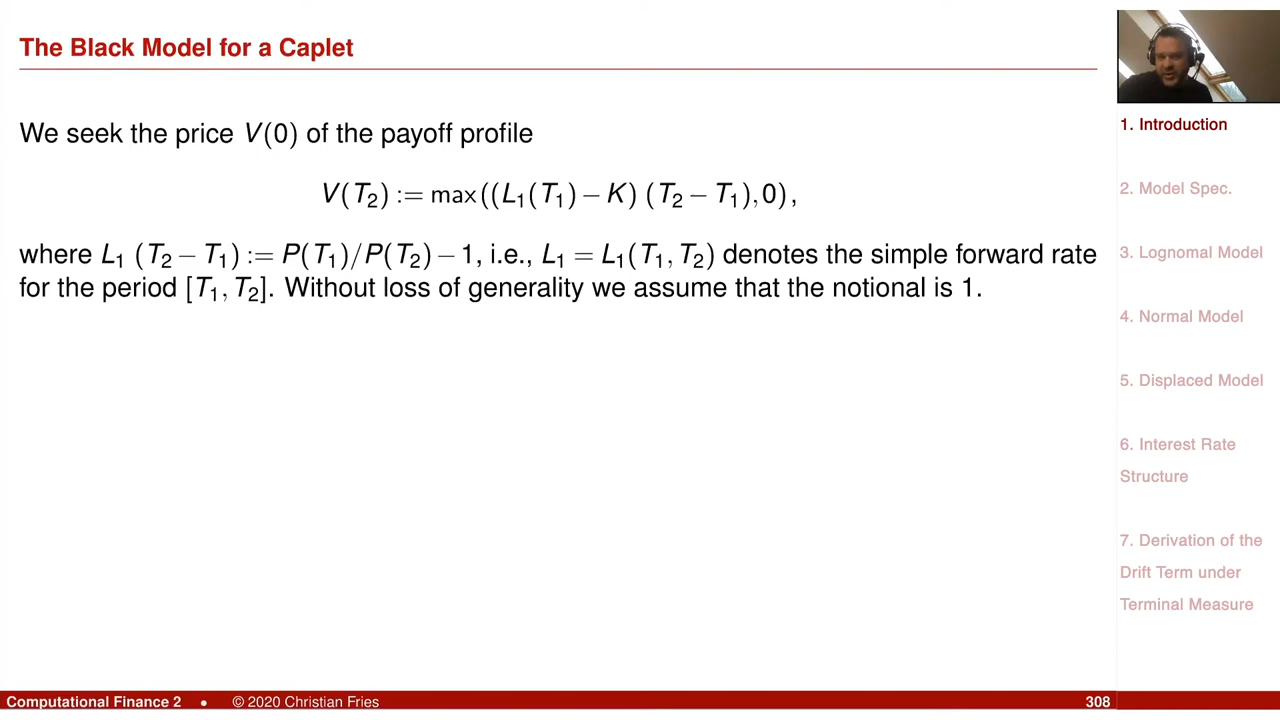 The Black Model for a Caplet
We seek the price V(0) of the payoff profile
V(T₂) := max((L₁(T₁) − K) (T₂ − T₁), 0) ,
where L₁ (T₂ − T₁) := P(T₁)/P(T₂) − 1, i.e., L₁ = L₁(T₁, T₂) denotes the simple forward rate
for the period [T₁, T₂]. Without loss of generality we assume that the notional is 1.
1. Introduction
2. Model Spec.
3. Lognomal Model
4. Normal Model
5. Displaced Model
6. Interest Rate
Structure
7. Derivation of the
Drift Term under
Terminal Measure
Computational Finance 2 • © 2020 Christian Fries 308